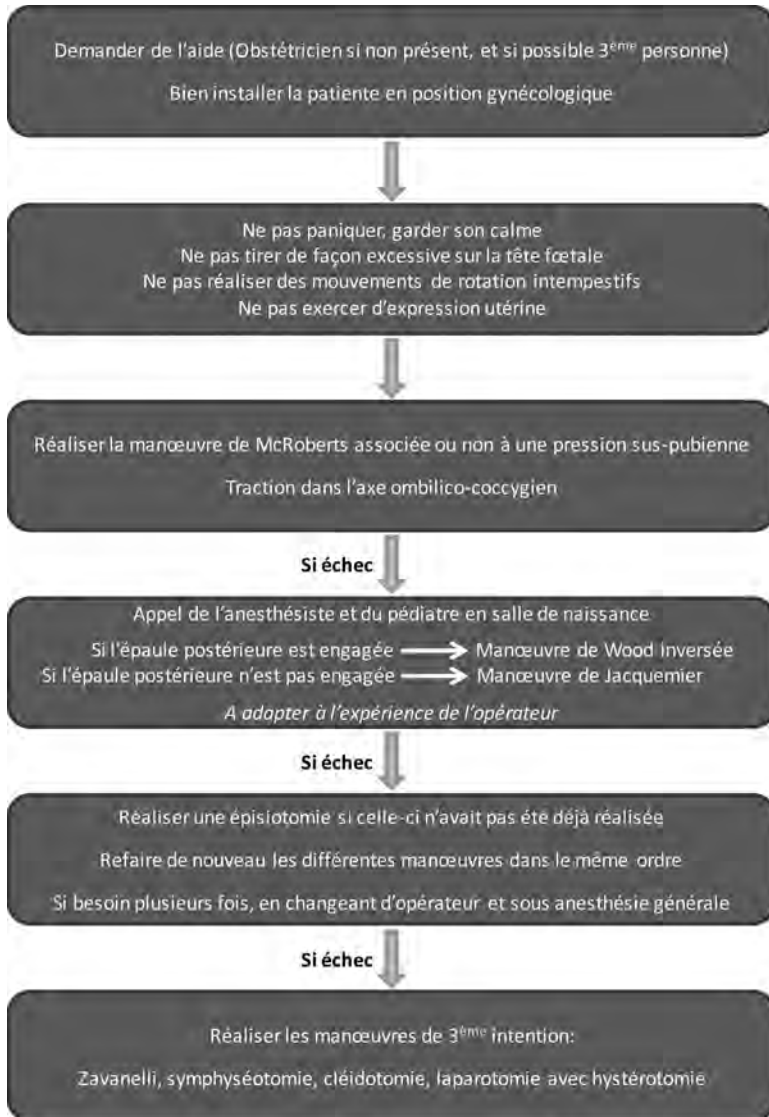 Demander de l'aide (Obstétricien si non présent, et si possible 3ème personne)
Bien installer la patiente en position gynécologique
Ne pas paniquer, garder son calme
Ne pas tirer de façon excessive sur la tête fœtale
Ne pas réaliser des mouvements de rotation intempestifs
Ne pas exercer d'expression utérine
Réaliser la manœuvre de McRoberts associée ou non à une pression sus-pubienne
Traction dans l'axe ombilico-coccygien
Si échec
Appel de l'anesthésiste et du pédiatre en salle de naissance
Si l'épaule postérieure est engagée Manœuvre de Wood Inversée
Si l'épaule postérieure n'est pas engagée Manœuvre de Jacquemier
A adapter à l'expérience de l'opérateur
Si échec
Réaliser une épisiotomie si celle-ci n'avait pas été déjà réalisée
Refaire de nouveau les différentes manœuvres dans le même ordre
Si besoin plusieurs fois, en changeant d'opérateur et sous anesthésie générale
Si échec
Réaliser les manœuvres de 3ème intention:
Zavanelli, symphyséotomie, cléidotomie, laparotomie avec hystérotomie